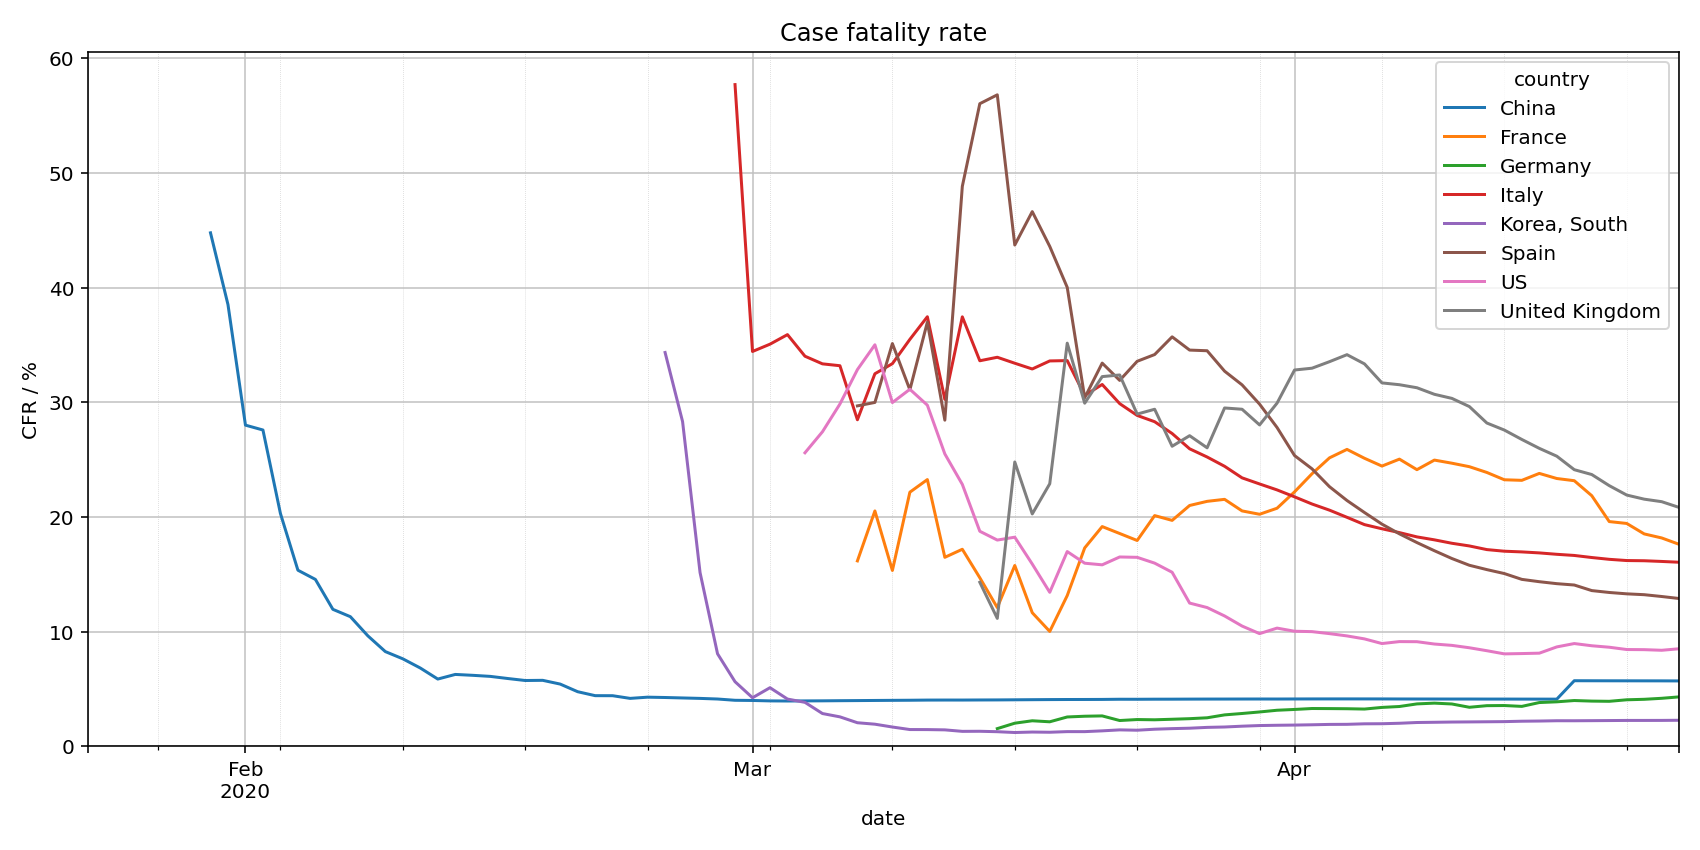 Case fatality rate
60
50
40
30
20
10
0
CFR / %
country
China
France
Germany
Italy
Korea, South
Spain
US
United Kingdom
Feb
2020
Mar
Apr
date